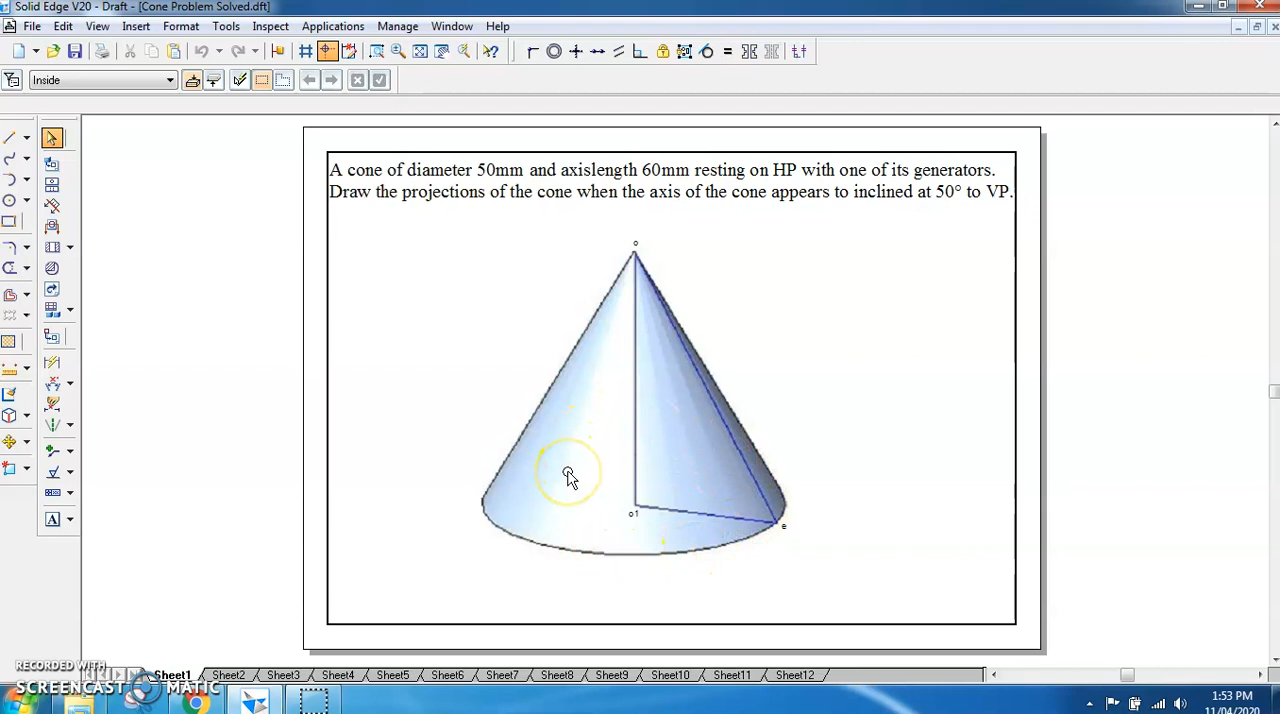 Solid Edge V20 - Draft - [Cone Problem Solved.dft]
File Edit View Insert Format Tools Inspect Applications Manage Window Help
Inside
A cone of diameter 50mm and axislength 60mm resting on HP with one of its generators.
Draw the projections of the cone when the axis of the cone appears to inclined at 50° to VP.
o
o1
e
A
Sheet1 Sheet2 Sheet3 Sheet4 Sheet5 Sheet6 Sheet7 Sheet8 Sheet9 Sheet10 Sheet11 Sheet12
RECORDED WITH
SCREENCAST MATIC
1:53 PM
11/04/2020